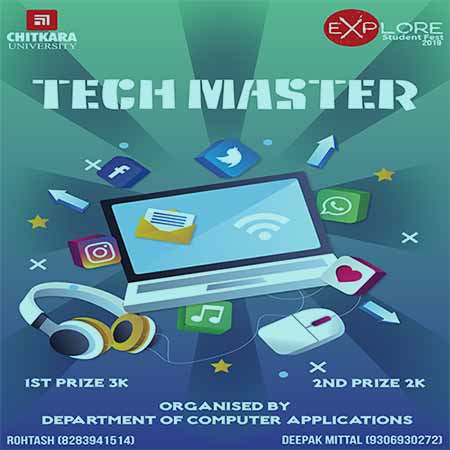 CHITKARA
UNIVERSITY
EXPLORE
Student Fest
2019
TECH MASTER
1ST PRIZE 3K
2ND PRIZE 2K
ORGANISED BY
DEPARTMENT OF COMPUTER APPLICATIONS
ROHTASH (8283941514)
DEEPAK MITTAL (9306930272)